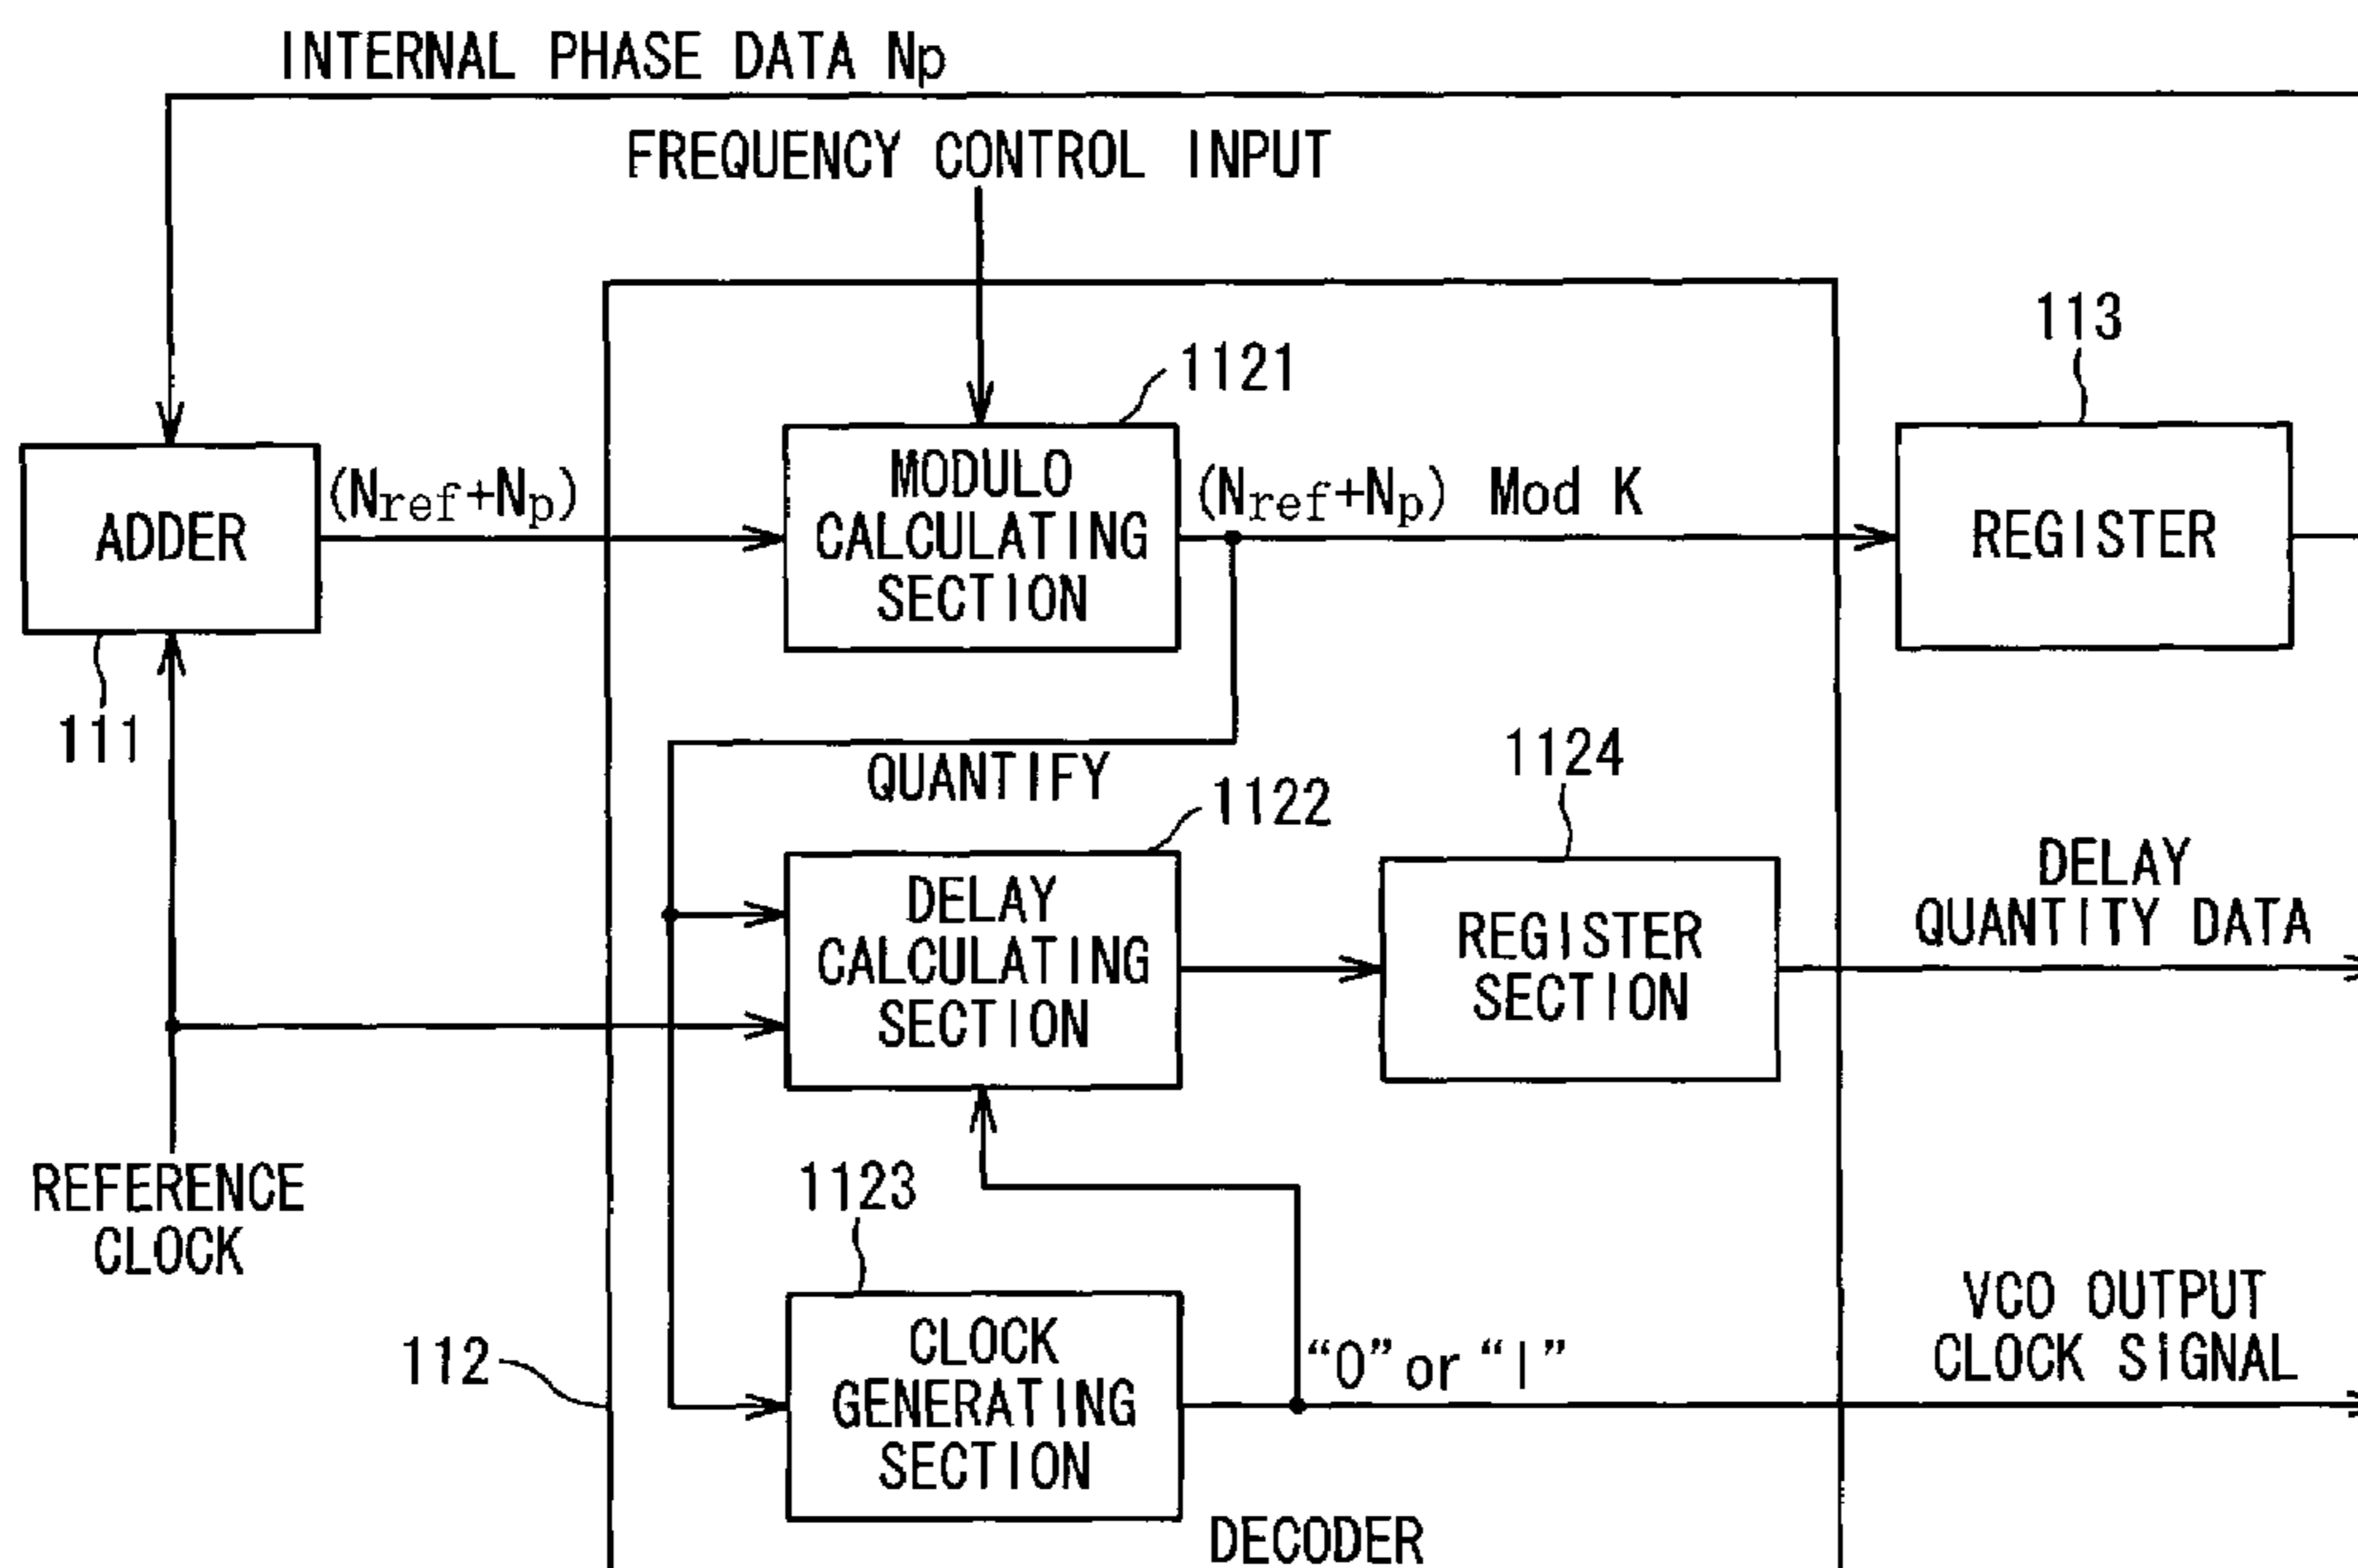 INTERNAL PHASE DATA Np
FREQUENCY CONTROL INPUT
113
1121
ADDER
(Nref+Np)
MODULO
CALCULATING
SECTION
(Nref+Np) Mod K
REGISTER
111
QUANTIFY
1122
1124
DELAY
CALCULATING
SECTION
REGISTER
SECTION
DELAY
QUANTITY DATA
REFERENCE
CLOCK
1123
112
CLOCK
GENERATING
SECTION
“0” or “1”
VCO OUTPUT
CLOCK SIGNAL
DECODER